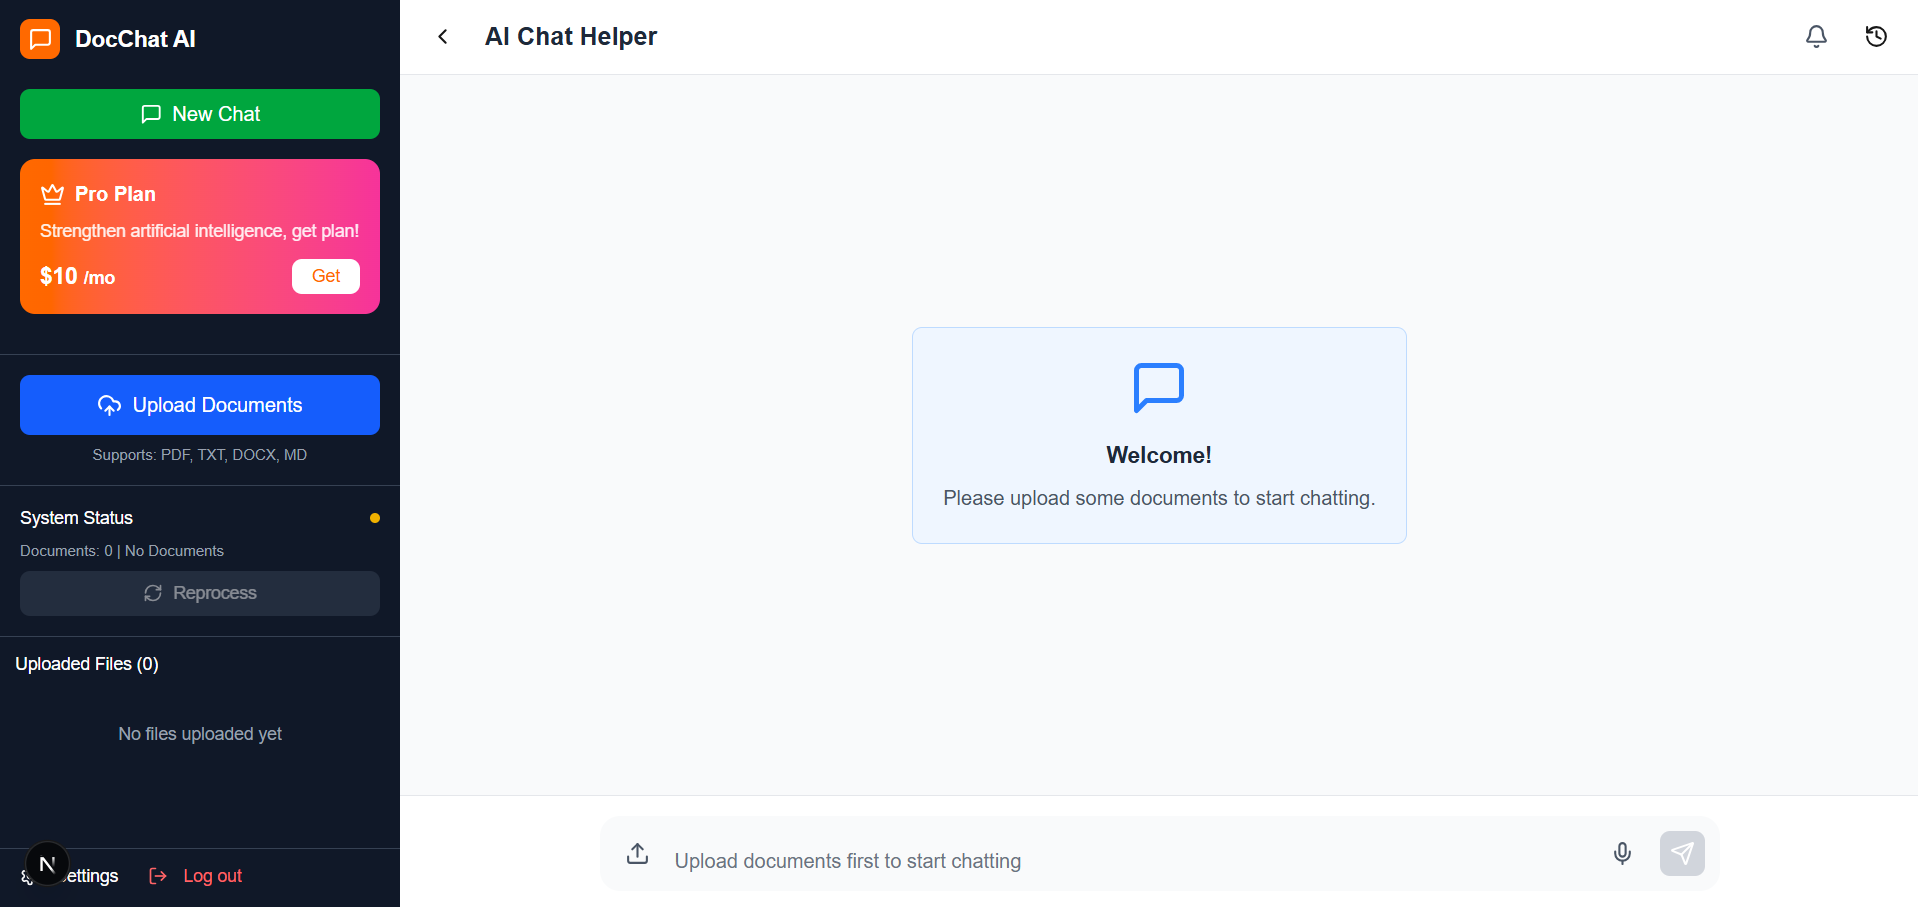 DocChat AI
New Chat
Pro Plan
Strengthen artificial intelligence, get plan!
$10 /mo
Get
Upload Documents
Supports: PDF, TXT, DOCX, MD
System Status
Documents: 0 | No Documents
Reprocess
Uploaded Files (0)
No files uploaded yet
N
ettings
Log out
AI Chat Helper
Welcome!
Please upload some documents to start chatting.
Upload documents first to start chatting